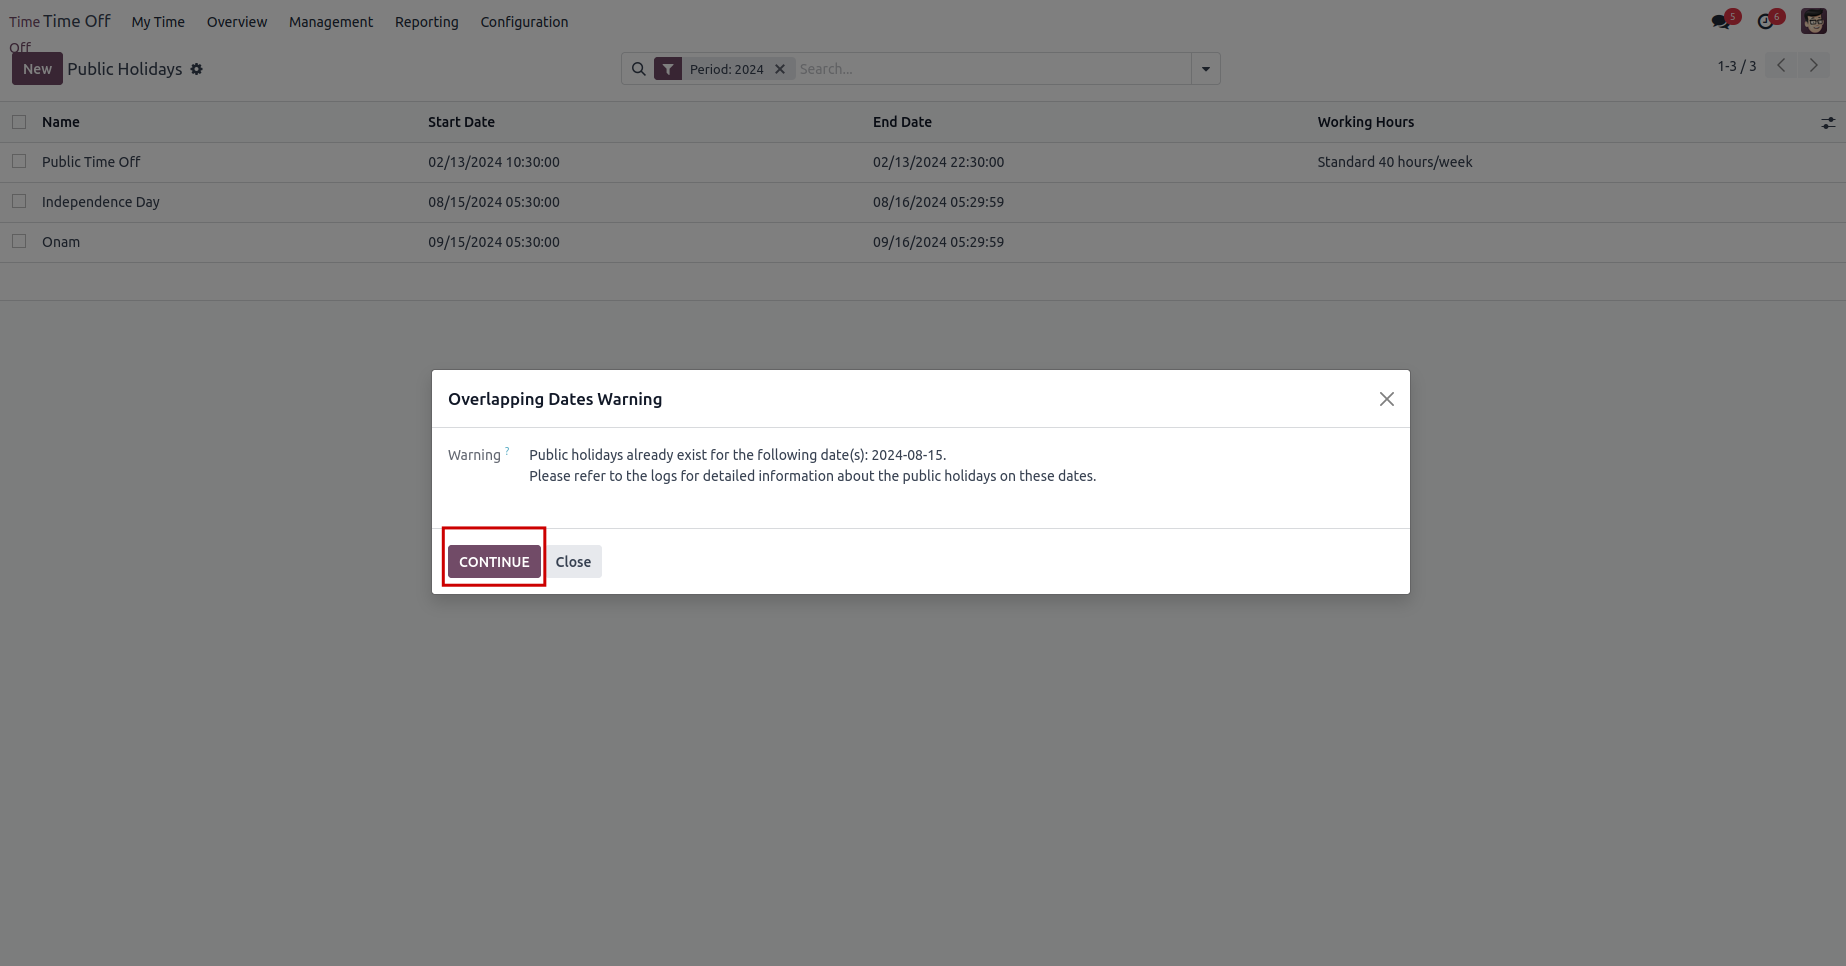 Time Off
Time Off
My Time
Overview
Management
Reporting
Configuration
5
6
New
Public Holidays
Period: 2024
Search...
1-3 / 3
Name
Start Date
End Date
Working Hours
Public Time Off
02/13/2024 10:30:00
02/13/2024 22:30:00
Standard 40 hours/week
Independence Day
08/15/2024 05:30:00
08/16/2024 05:29:59
Onam
09/15/2024 05:30:00
09/16/2024 05:29:59
Overlapping Dates Warning
Warning ?
Public holidays already exist for the following date(s): 2024-08-15.
Please refer to the logs for detailed information about the public holidays on these dates.
CONTINUE
Close